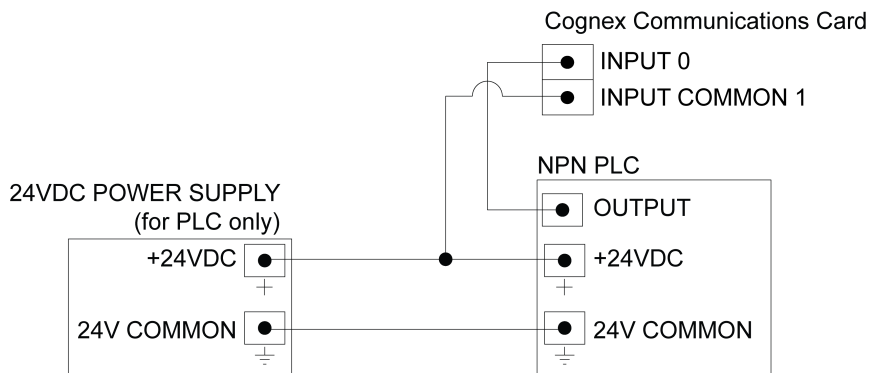 Cognex Communications Card
INPUT 0
INPUT COMMON 1
NPN PLC
OUTPUT
+24VDC
24V COMMON
24VDC POWER SUPPLY
(for PLC only)
+24VDC
24V COMMON